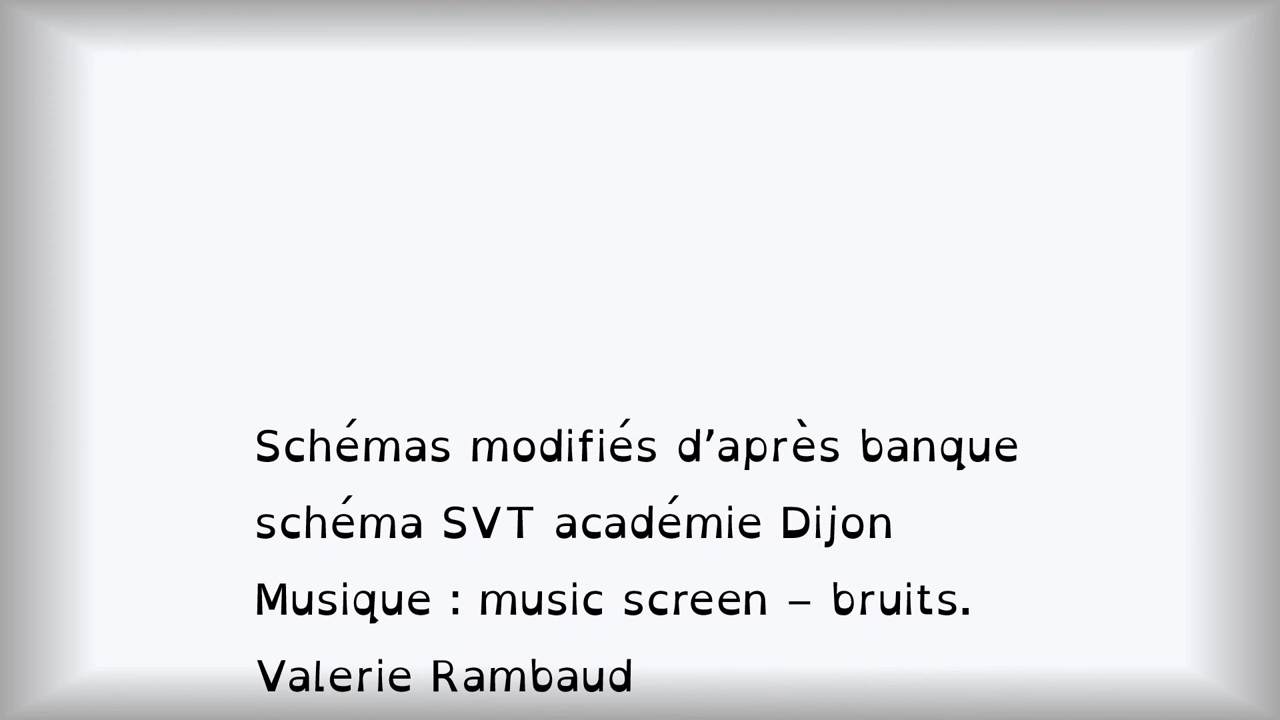 Schémas modifiés d’après banque
schéma SVT académie Dijon
Musique : music screen – bruits.
Valerie Rambaud